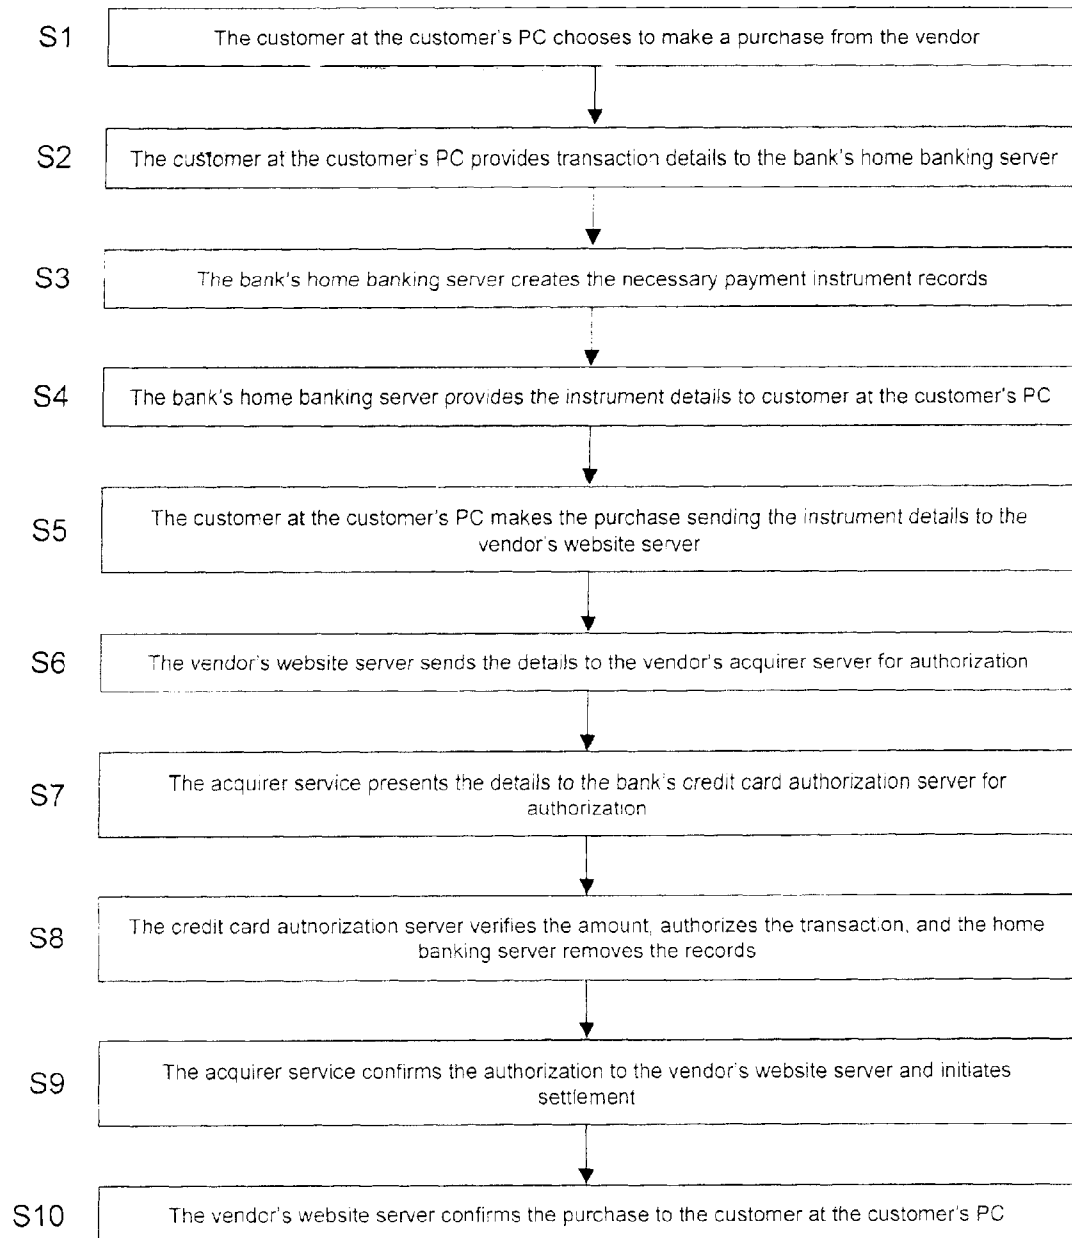 S1
The customer at the customer's PC chooses to make a purchase from the vendor
S2
The customer at the customer's PC provides transaction details to the bank's home banking server
S3
The bank's home banking server creates the necessary payment instrument records
S4
The bank's home banking server provides the instrument details to customer at the customer's PC
S5
The customer at the customer's PC makes the purchase sending the instrument details to the
vendor's website server
S6
The vendor's website server sends the details to the vendor's acquirer server for authorization
S7
The acquirer service presents the details to the bank's credit card authorization server for
authorization
S8
The credit card authorization server verifies the amount, authorizes the transaction, and the home
banking server removes the records
S9
The acquirer service confirms the authorization to the vendor's website server and initiates
settlement
S10
The vendor's website server confirms the purchase to the customer at the customer's PC